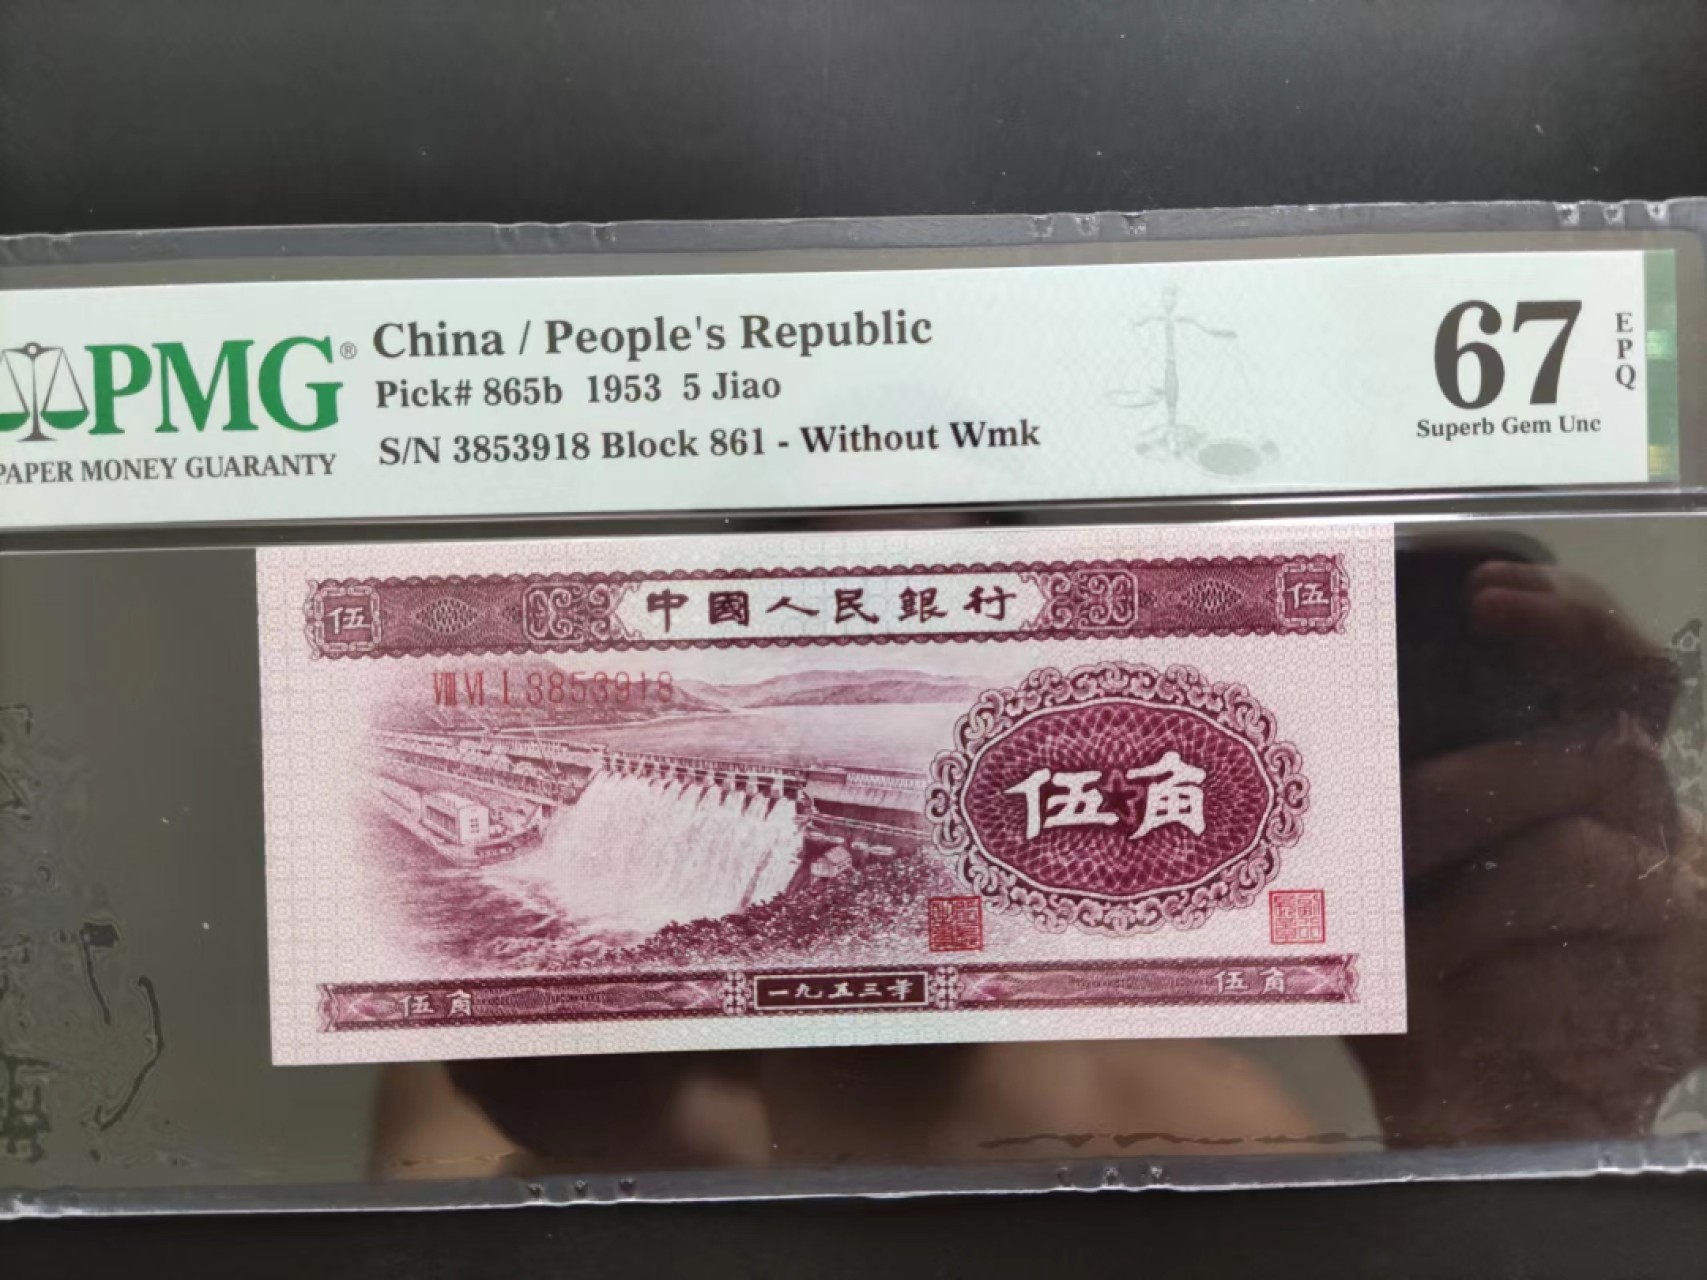 PMG®
PAPER MONEY GUARANTY
China / People's Republic
Pick# 865b 1953 5 Jiao
S/N 3853918 Block 861 - Without Wmk
67
EPQ
Superb Gem Unc
伍 中國人民銀行 伍
VIII VI I 3853918
伍角
伍角 一九五三年 伍角